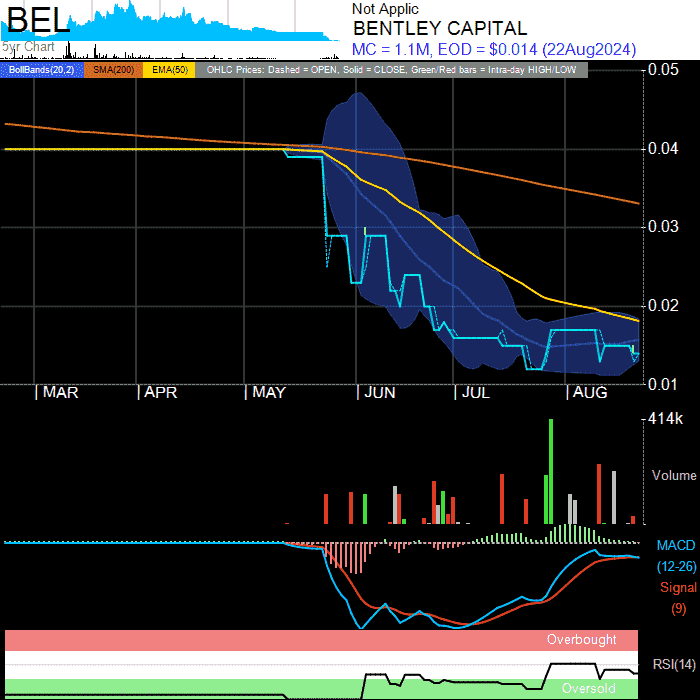 BEL
5yr Chart
Not Applic
BENTLEY CAPITAL
MC = 1.1M, EOD = $0.014 (22Aug2024)
BollBands(20,2) SMA(200) EMA(50) OHLC Prices: Dashed = OPEN, Solid = CLOSE, Green/Red bars = Intra-day HIGH/LOW
0.05
0.04
0.03
0.02
0.01
MAR APR MAY JUN JUL AUG
414k
Volume
MACD
(12-26)
Signal
(9)
Overbought
RSI(14)
Oversold